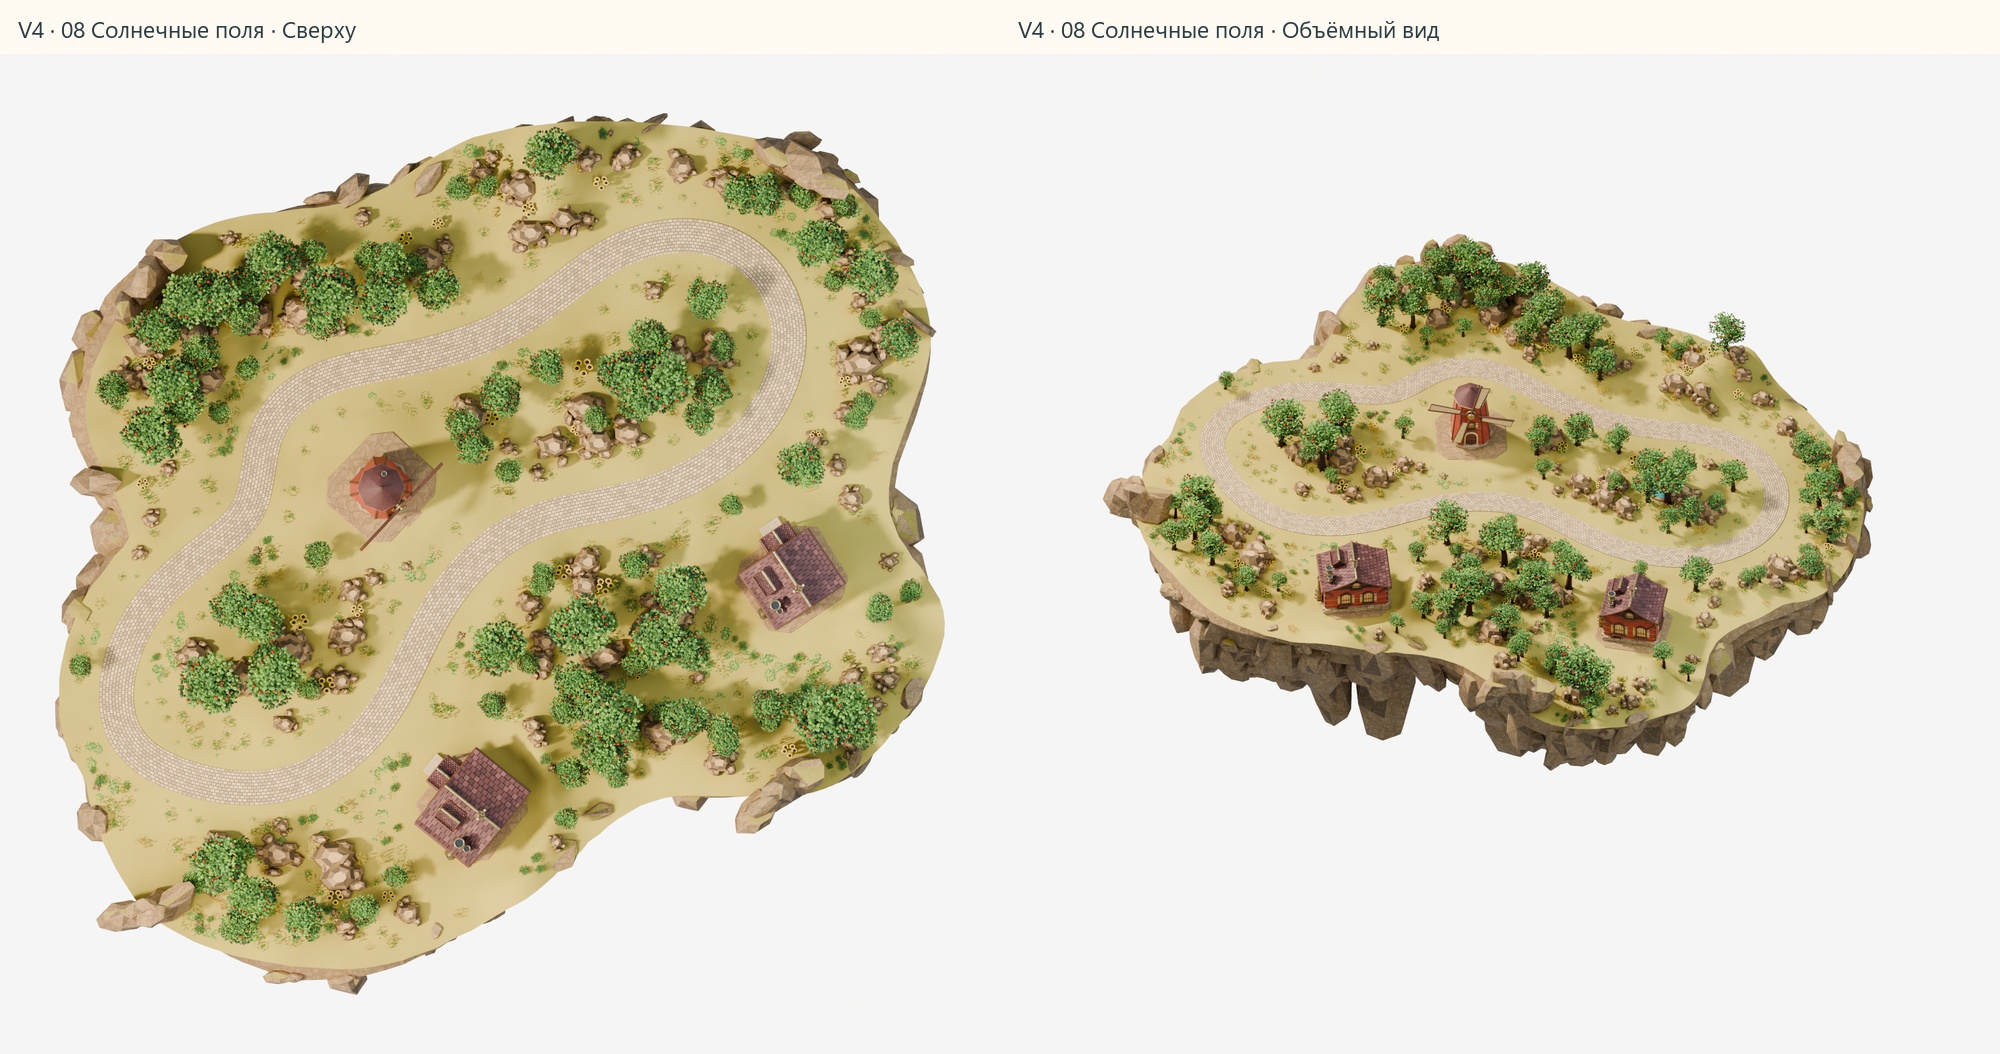 V4 · 08 Солнечные поля · Сверху
V4 · 08 Солнечные поля · Объёмный вид